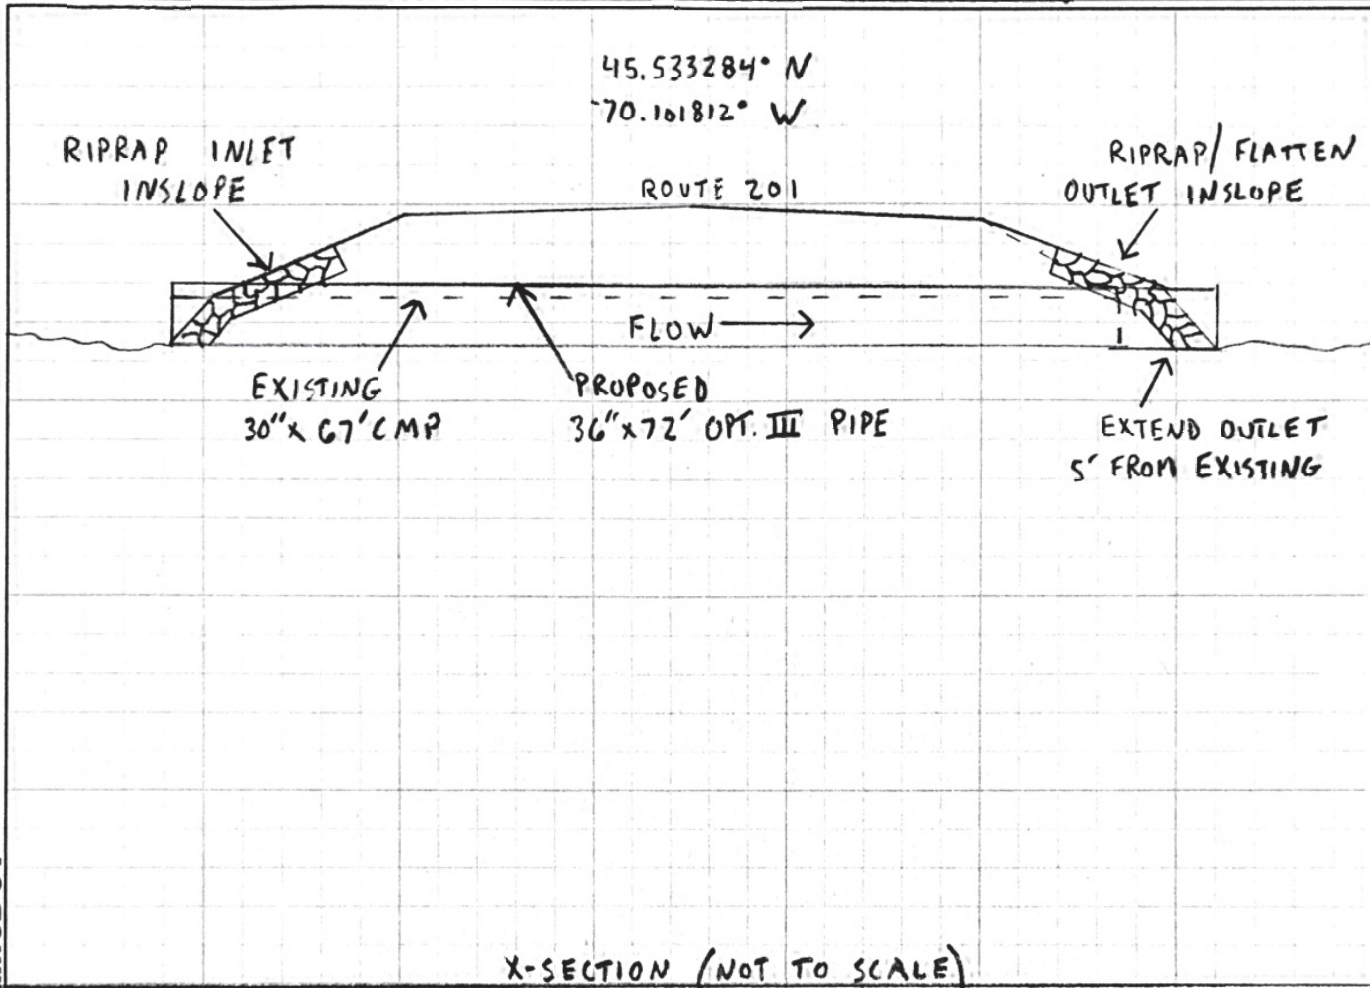 45.533284° N
-70.101812° W
RIPRAP INLET
INSLOPE
RIPRAP/FLATTEN
OUTLET INSLOPE
ROUTE 201
FLOW
EXISTING
30" x 67' CMP
PROPOSED
36" x 72' OPT. III PIPE
EXTEND OUTLET
5' FROM EXISTING
X-SECTION (NOT TO SCALE)